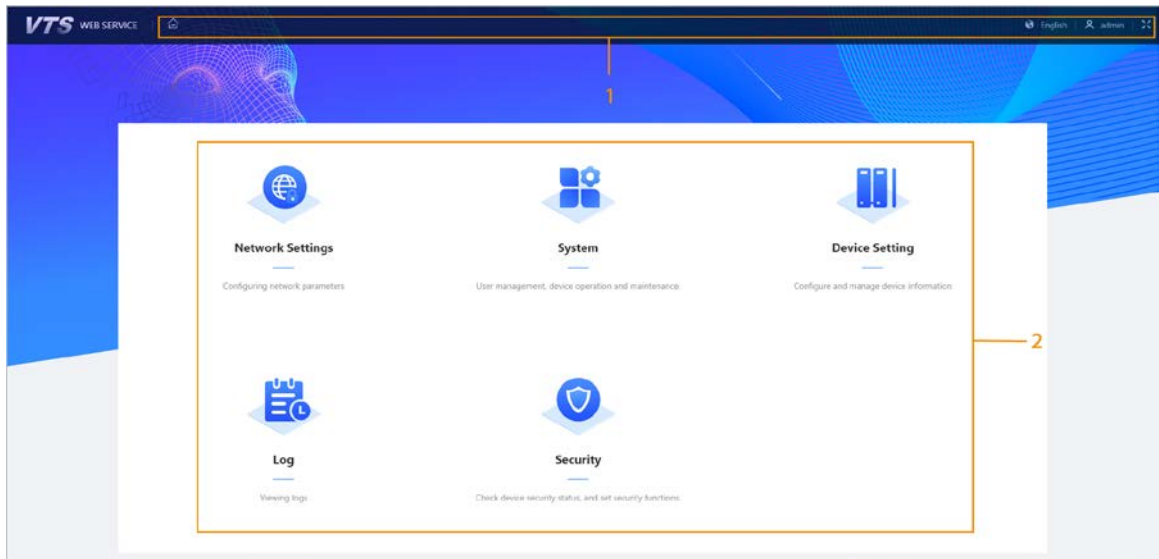 VTS WEB SERVICE English admin
1
Network Settings System Device Setting
Configuring network parameters User management, device operation and maintenance. Configure and manage device information.
2
Log Security
Viewing logs Check device security status, and set security functions.